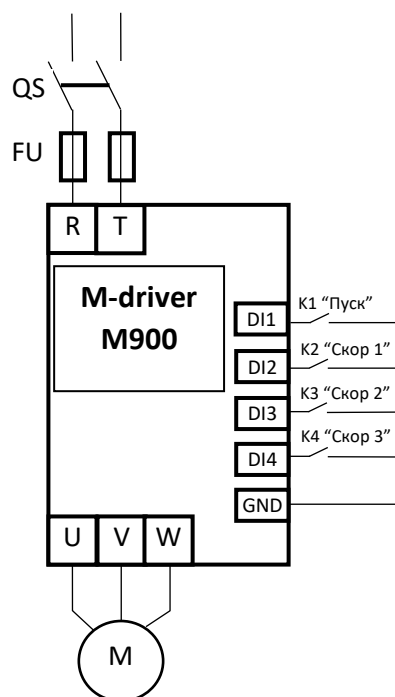 QS
FU
R T
M-driver
M900
K1 “Пуск”
DI1
K2 “Скор 1”
DI2
K3 “Скор 2”
DI3
K4 “Скор 3”
DI4
GND
U V W
M